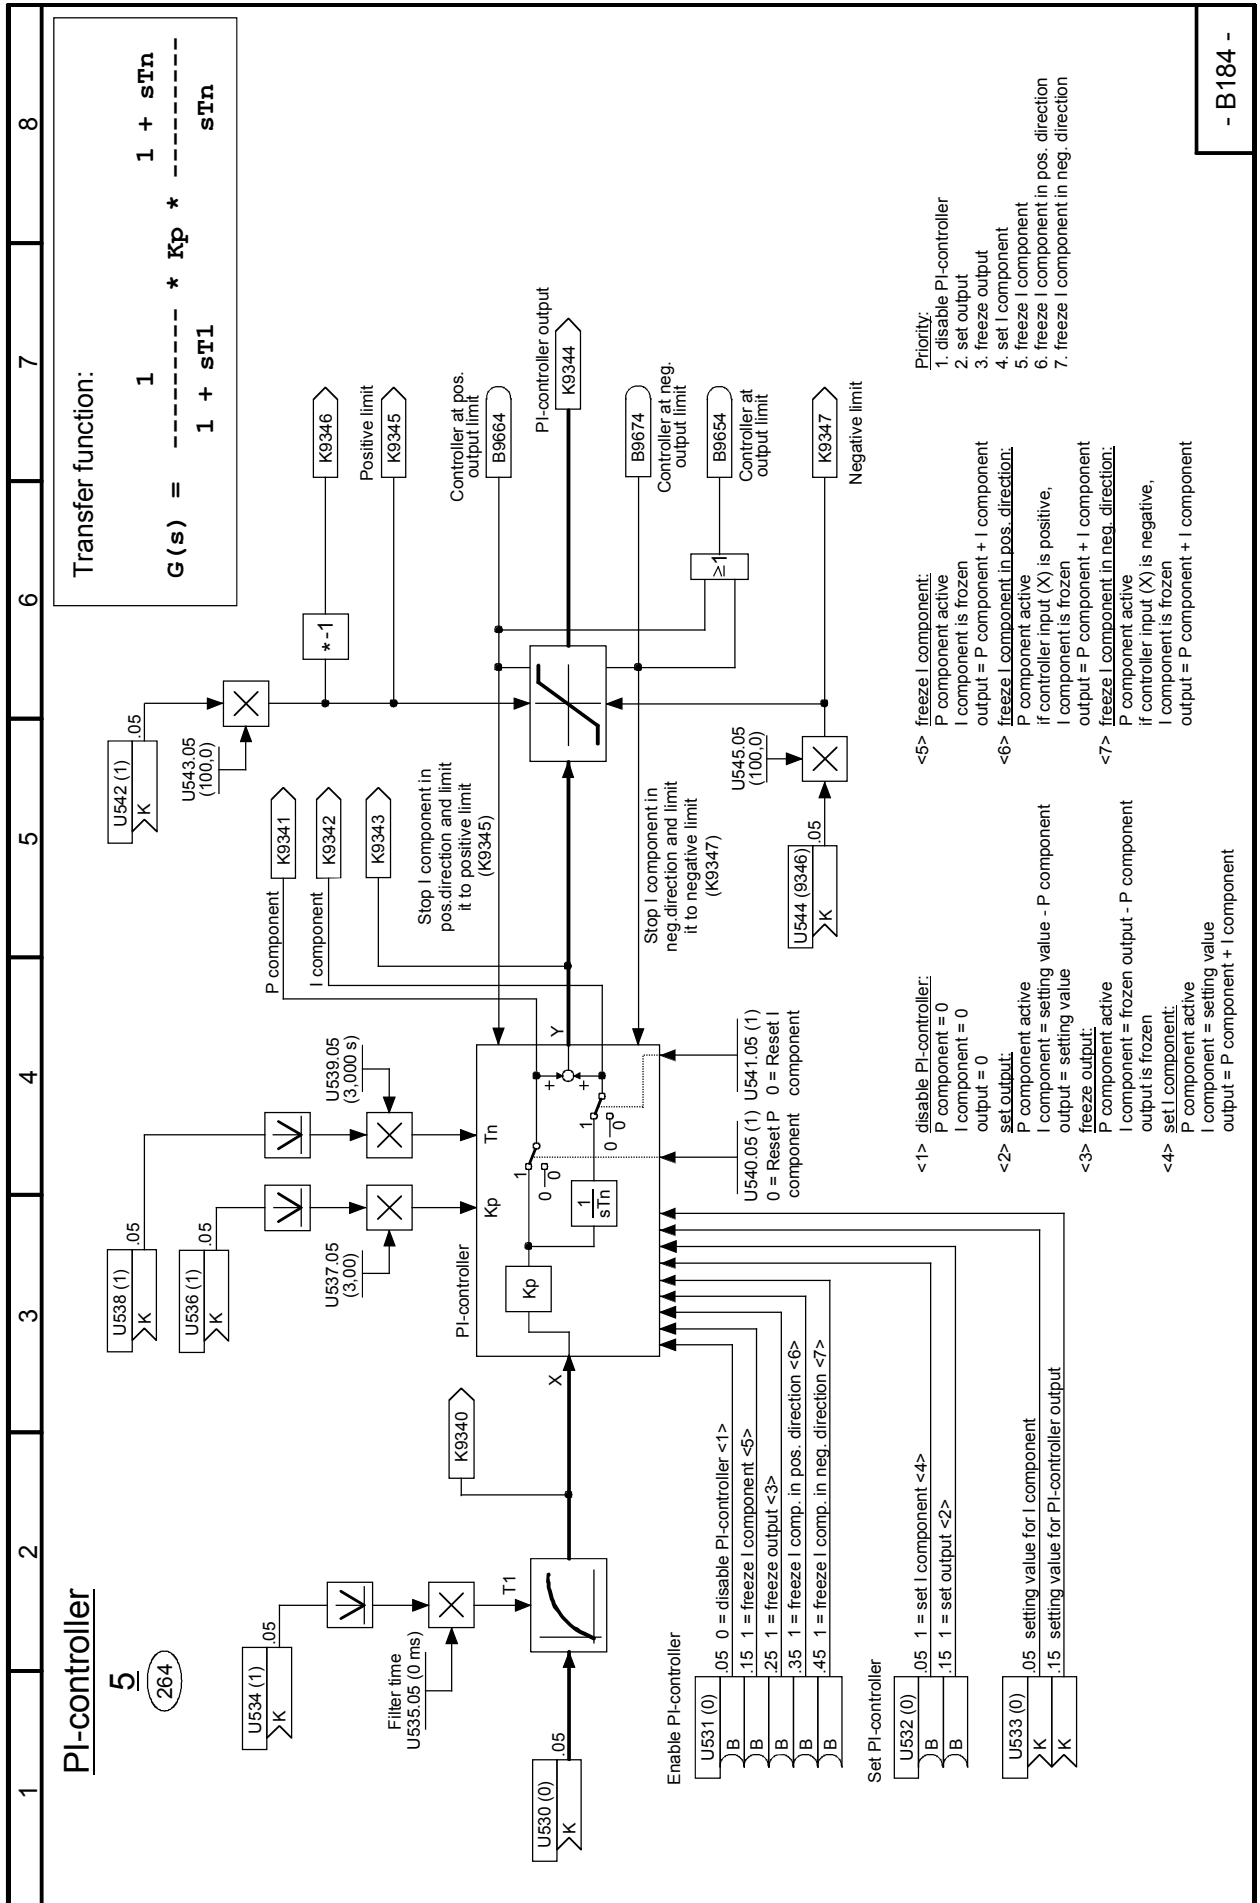 1 2 3 4 5 6 7 8
PI-controller
5
264
Transfer function:
1 1 + sTn
G(s) = -------- * Kp * ----------
1 + sT1 sTn
U534 (1)
K
.05
Filter time
U535.05 (0 ms)
T1
U530 (0)
K
.05
K9340
X
U538 (1)
K
.05
U536 (1)
K
.05
U537.05
(3,00)
U539.05
(3,000 s)
PI-controller
Kp
Tn
Kp
1
sTn
1
0
0
1
0
0
+
+
Y
U540.05 (1)
0 = Reset P
component
U541.05 (1)
0 = Reset I
component
P component
K9341
I component
K9342
K9343
Stop I component in
pos.direction and limit
it to positive limit
(K9345)
Stop I component in
neg.direction and limit
it to negative limit
(K9347)
U542 (1)
K
.05
U543.05
(100,0)
U544 (9346)
K
.05
U545.05
(100,0)
*-1
K9346
Positive limit
K9345
Controller at pos.
output limit
B9664
PI-controller output
K9344
B9674
Controller at neg.
output limit
≥1
B9654
Controller at
output limit
K9347
Negative limit
Enable PI-controller
U531 (0)
B .05 0 = disable PI-controller <1>
B .15 1 = freeze I component <5>
B .25 1 = freeze output <3>
B .35 1 = freeze I comp. in pos. direction <6>
B .45 1 = freeze I comp. in neg. direction <7>
Set PI-controller
U532 (0)
B .05 1 = set I component <4>
B .15 1 = set output <2>
U533 (0)
K .05 setting value for I component
K .15 setting value for PI-controller output
<1> disable PI-controller:
P component = 0
I component = 0
output = 0
<2> set output:
P component active
I component = setting value - P component
output = setting value
<3> freeze output:
P component active
I component = frozen output - P component
output is frozen
<4> set I component:
P component active
I component = setting value
output = P component + I component
<5> freeze I component:
P component active
I component is frozen
output = P component + I component
<6> freeze I component in pos. direction:
P component active
if controller input (X) is positive,
I component is frozen
output = P component + I component
<7> freeze I component in neg. direction:
P component active
if controller input (X) is negative,
I component is frozen
output = P component + I component
Priority:
1. disable PI-controller
2. set output
3. freeze output
4. set I component
5. freeze I component
6. freeze I component in pos. direction
7. freeze I component in neg. direction
- B184 -